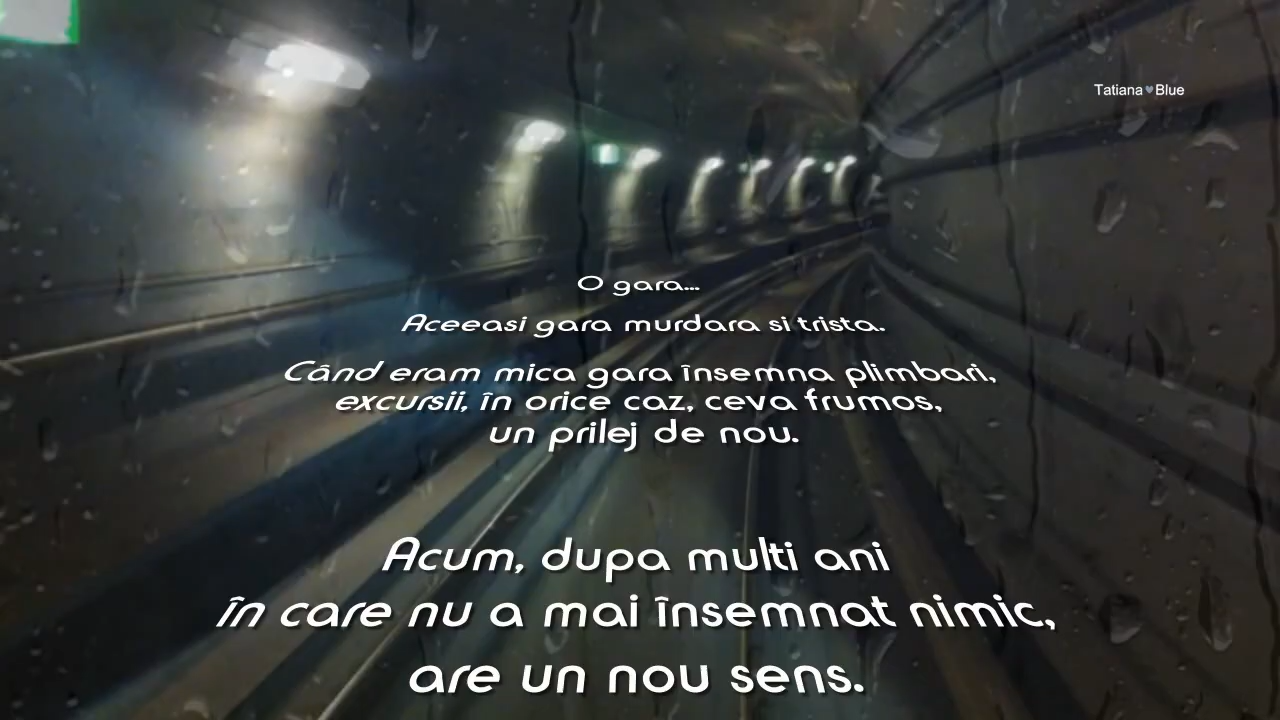 Tatiana♥Blue
O gara...
Aceeasi gara murdara si trista.
Când eram mica gara însemna plimbari,
excursii, în orice caz, ceva frumos,
un prilej de nou.
Acum, dupa multi ani
în care nu a mai însemnat nimic,
are un nou sens.